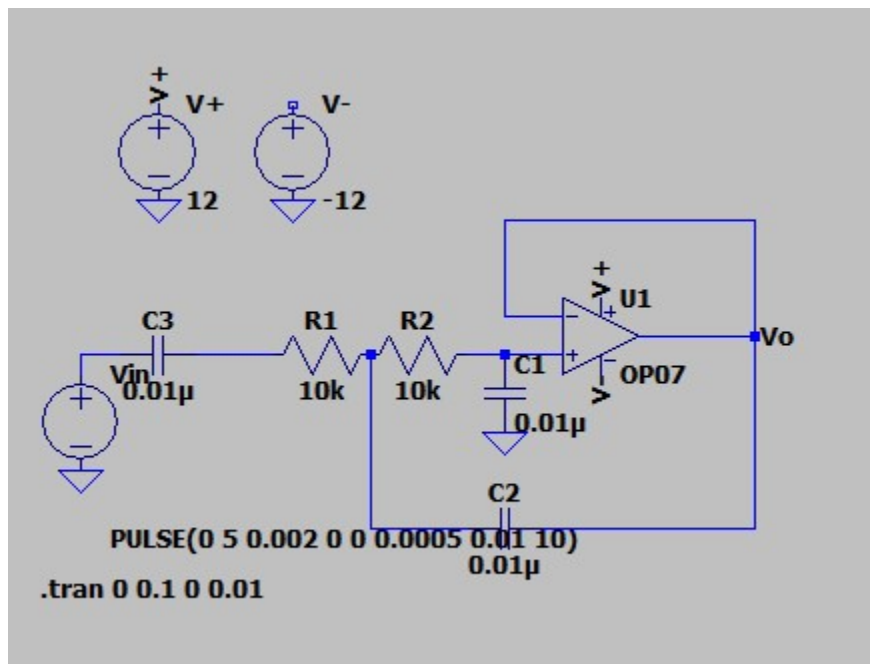 V+
V+
V-
12
-12
V+
U1
C3
R1
R2
Vo
Vin
C1
OP07
0.01µ
10k
10k
V-
0.01µ
C2
PULSE(0 5 0.002 0 0 0.0005 0.01 10)
0.01µ
.tran 0 0.1 0 0.01